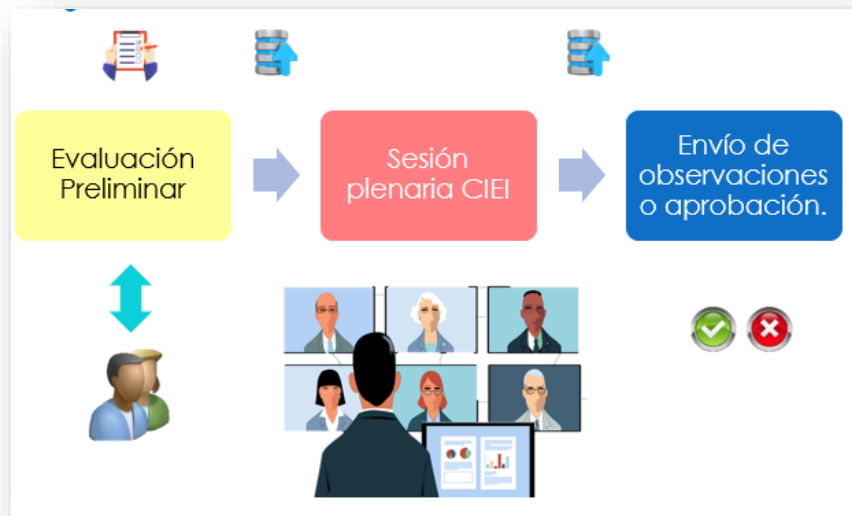 Evaluación
Preliminar
Sesión
plenaria CIEI
Envío de
observaciones
o aprobación.